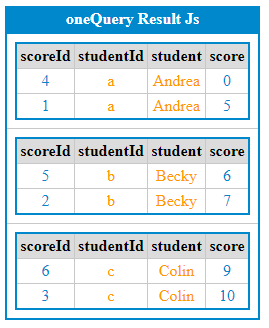 oneQuery Result Js
scoreId studentId student score
4 a Andrea 0
1 a Andrea 5
scoreId studentId student score
5 b Becky 6
2 b Becky 7
scoreId studentId student score
6 c Colin 9
3 c Colin 10